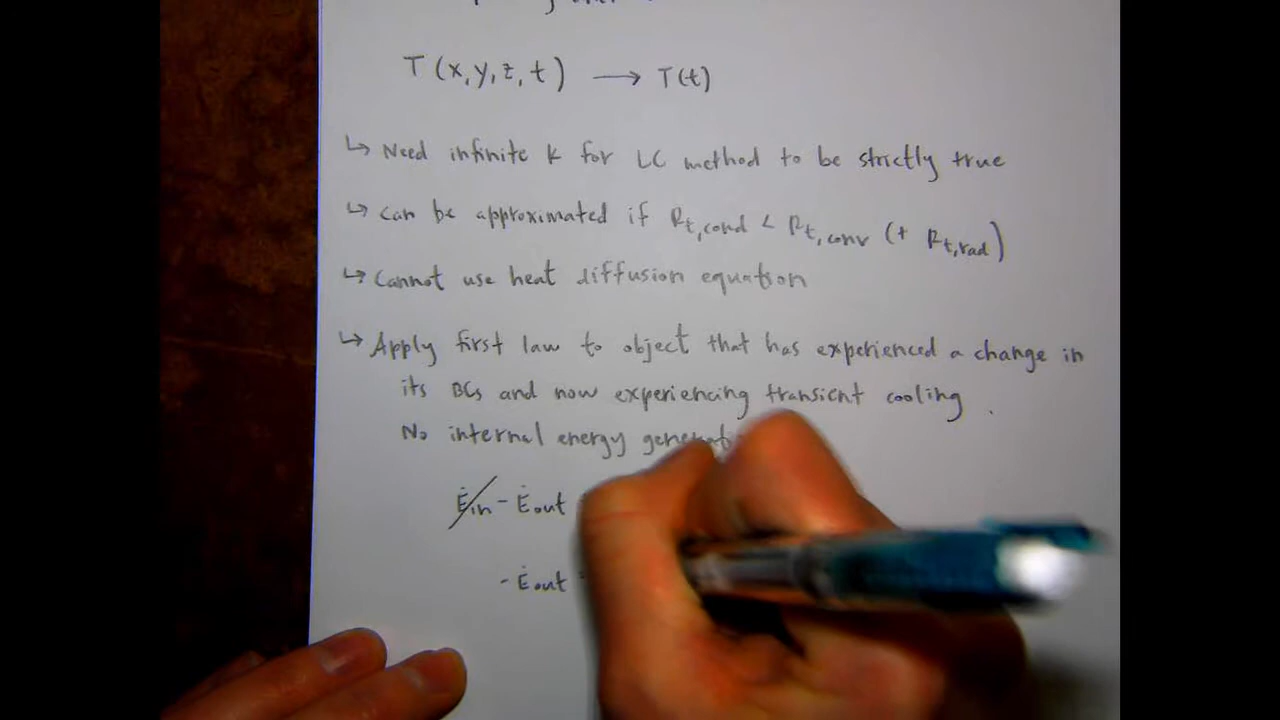 T(x,y,z,t) → T(t)
↳ Need infinite k for LC method to be strictly true
↳ can be approximated if Rt,cond < Rt,conv (+ Rt,rad)
↳ Cannot use heat diffusion equation
↳ Apply first law to object that has experienced a change in
its BCs and now experiencing transient cooling.
No internal energy
Ėin - Ėout
- Ėout